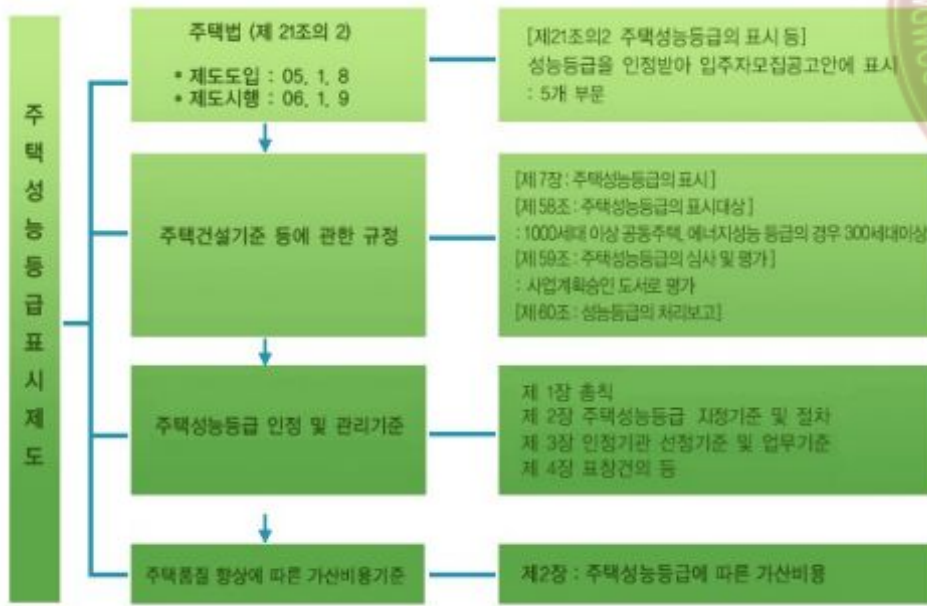 주택성능등급표시제도
주택법 (제 21조의 2)
• 제도도입 : 05. 1. 8
• 제도시행 : 06. 1. 9
[제21조의2 주택성능등급의 표시 등]
성능등급을 인정받아 입주자모집공고안에 표시
: 5개 부문
주택건설기준 등에 관한 규정
[제 7장 : 주택성능등급의 표시]
[제 58조 : 주택성능등급의 표시대상]
: 1000세대 이상 공동주택, 에너지성능 등급의 경우 300세대이상
[제 59조 : 주택성능등급의 심사 및 평가]
: 사업계획승인 도서로 평가
[제 60조 : 성능등급의 처리보고]
주택성능등급 인정 및 관리기준
제 1장 총칙
제 2장 주택성능등급 지정기준 및 절차
제 3장 인정기관 선정기준 및 업무기준
제 4장 표창건의 등
주택품질 향상에 따른 가산비용기준
제2장 : 주택성능등급에 따른 가산비용